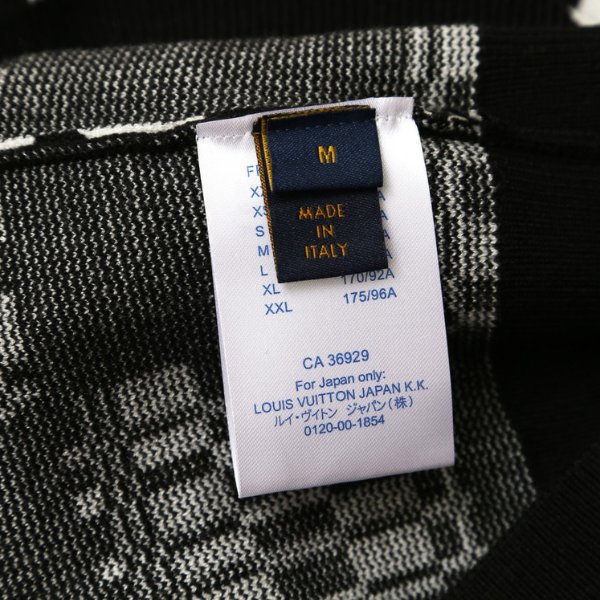 M
MADE
IN
ITALY
XS
S
M
L 170/92A
XL
XXL 175/96A
CA 36929
For Japan only:
LOUIS VUITTON JAPAN K.K.
ルイ・ヴィトン ジャパン(株)
0120-00-1854